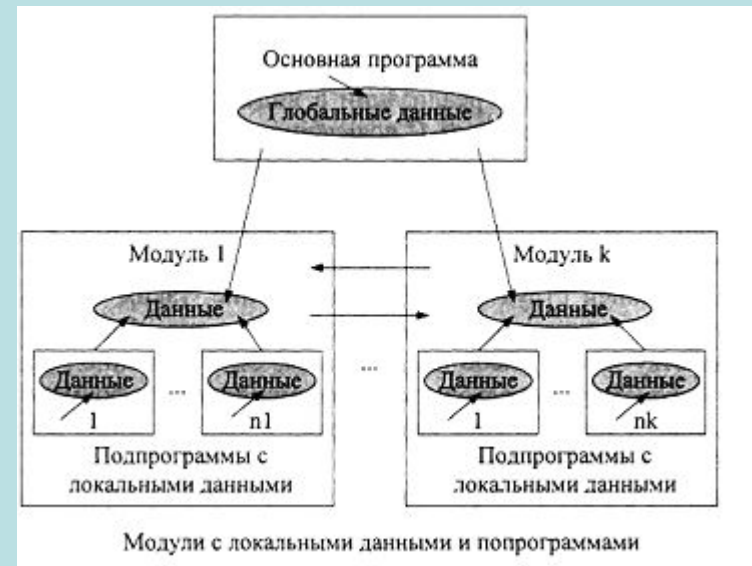 Основная программа
Глобальные данные
Модуль 1
Модуль k
Данные
Данные
...
Данные
...
Данные
Данные
...
Данные
1
n1
1
nk
Подпрограммы с
локальными данными
Подпрограммы с
локальными данными
Модули с локальными данными и попрограммами